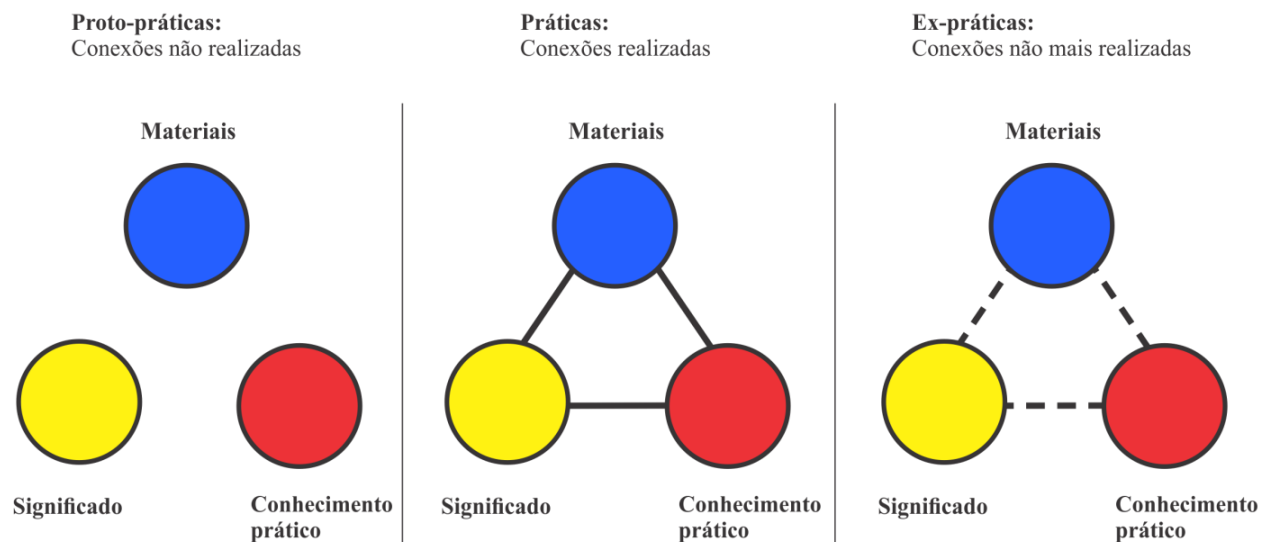 Proto-práticas:
Conexões não realizadas
Práticas:
Conexões realizadas
Ex-práticas:
Conexões não mais realizadas
Materiais
Materiais
Materiais
Significado
Conhecimento
prático
Significado
Conhecimento
prático
Significado
Conhecimento
prático